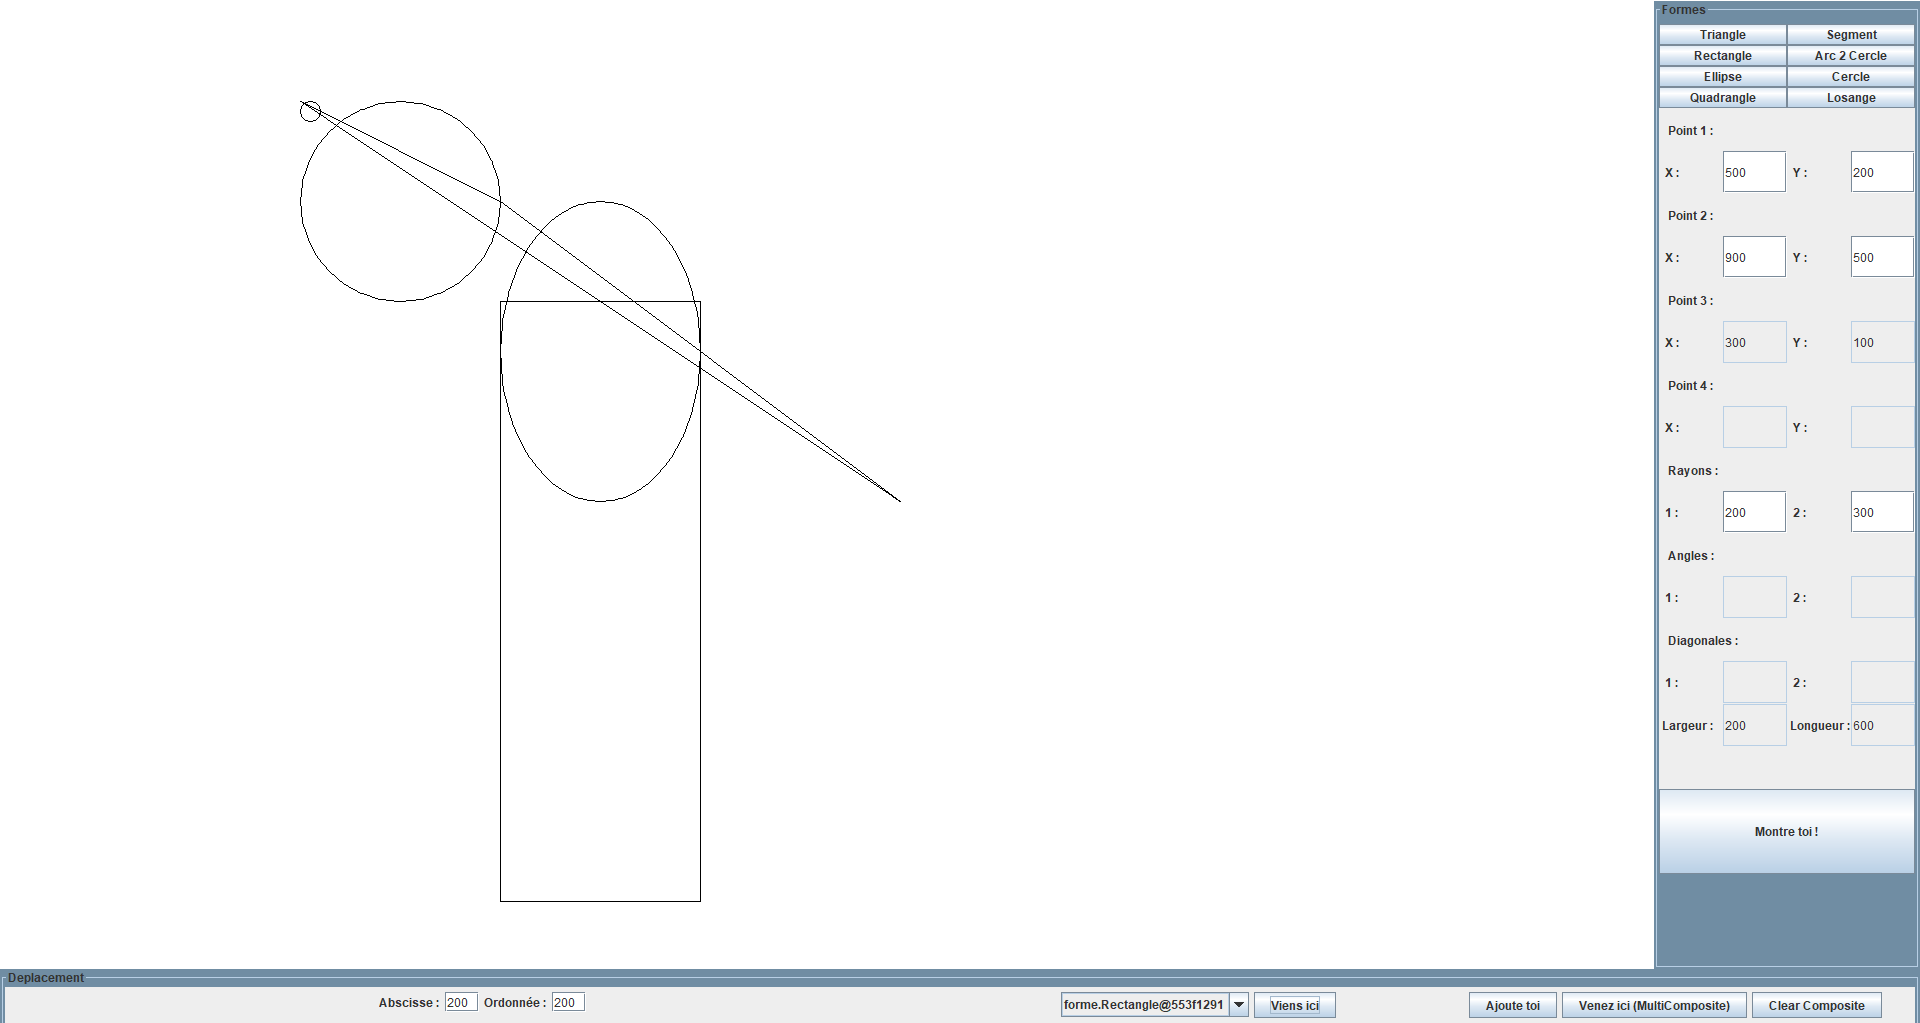 Formes
Triangle Segment
Rectangle Arc 2 Cercle
Ellipse Cercle
Quadrangle Losange
Point 1 :
X : 500 Y : 200
Point 2 :
X : 900 Y : 500
Point 3 :
X : 300 Y : 100
Point 4 :
X : Y :
Rayons :
1 : 200 2 : 300
Angles :
1 : 2 :
Diagonales :
1 : 2 :
Largeur : 200 Longueur : 600
Montre toi !
Deplacement
Abscisse : 200 Ordonnée : 200 forme.Rectangle@553f1291 Viens ici Ajoute toi Venez ici (MultiComposite) Clear Composite